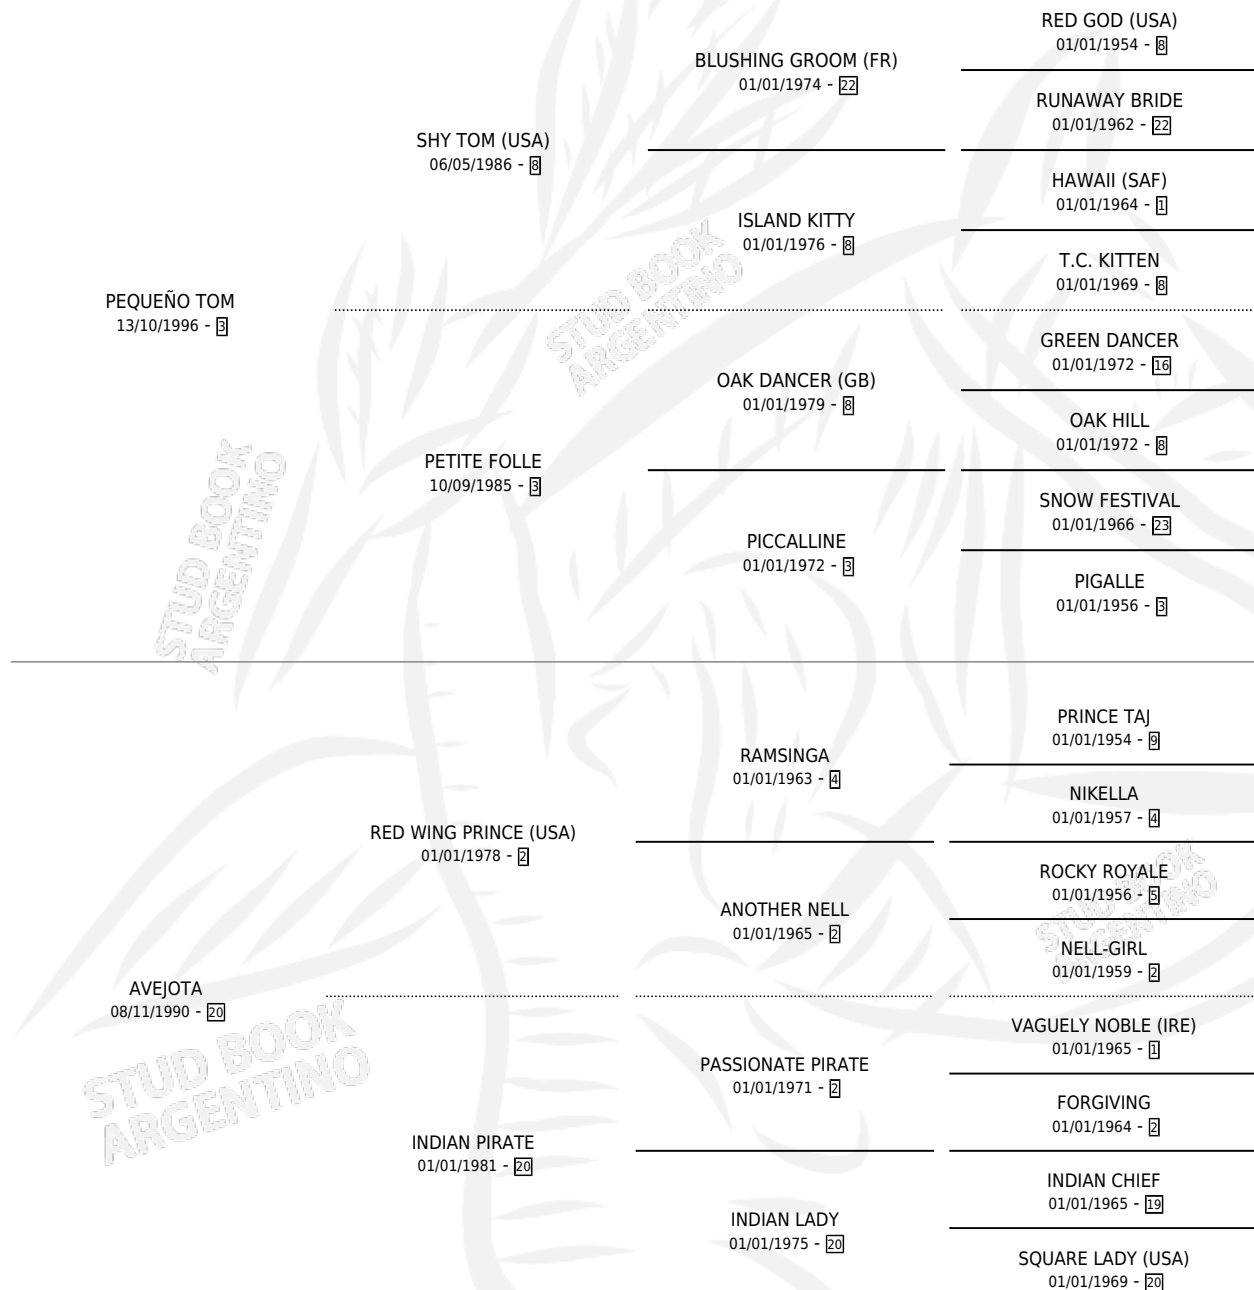 RED GOD (USA)
01/01/1954 - 8
BLUSHING GROOM (FR)
01/01/1974 - 22
RUNAWAY BRIDE
01/01/1962 - 22
SHY TOM (USA)
06/05/1986 - 8
HAWAII (SAF)
01/01/1964 - 1
ISLAND KITTY
01/01/1976 - 8
T.C. KITTEN
01/01/1969 - 8
PEQUEÑO TOM
13/10/1996 - 3
GREEN DANCER
01/01/1972 - 16
OAK DANCER (GB)
01/01/1979 - 8
OAK HILL
01/01/1972 - 8
PETITE FOLLE
10/09/1985 - 3
SNOW FESTIVAL
01/01/1966 - 23
PICCALLINE
01/01/1972 - 3
PIGALLE
01/01/1956 - 3
PRINCE TAJ
01/01/1954 - 9
RAMSINGA
01/01/1963 - 4
NIKELLA
01/01/1957 - 4
RED WING PRINCE (USA)
01/01/1978 - 2
ROCKY ROYALE
01/01/1956 - 5
ANOTHER NELL
01/01/1965 - 2
NELL-GIRL
01/01/1959 - 2
AVEJOTA
08/11/1990 - 20
VAGUELY NOBLE (IRE)
01/01/1965 - 1
PASSIONATE PIRATE
01/01/1971 - 2
FORGIVING
01/01/1964 - 2
INDIAN PIRATE
01/01/1981 - 20
INDIAN CHIEF
01/01/1965 - 19
INDIAN LADY
01/01/1975 - 20
SQUARE LADY (USA)
01/01/1969 - 20
STUD BOOK
ARGENTINO
STUD BOOK
ARGENTINO
STUD BOOK
ARGENTINO
STUD BOOK
ARGENTINO